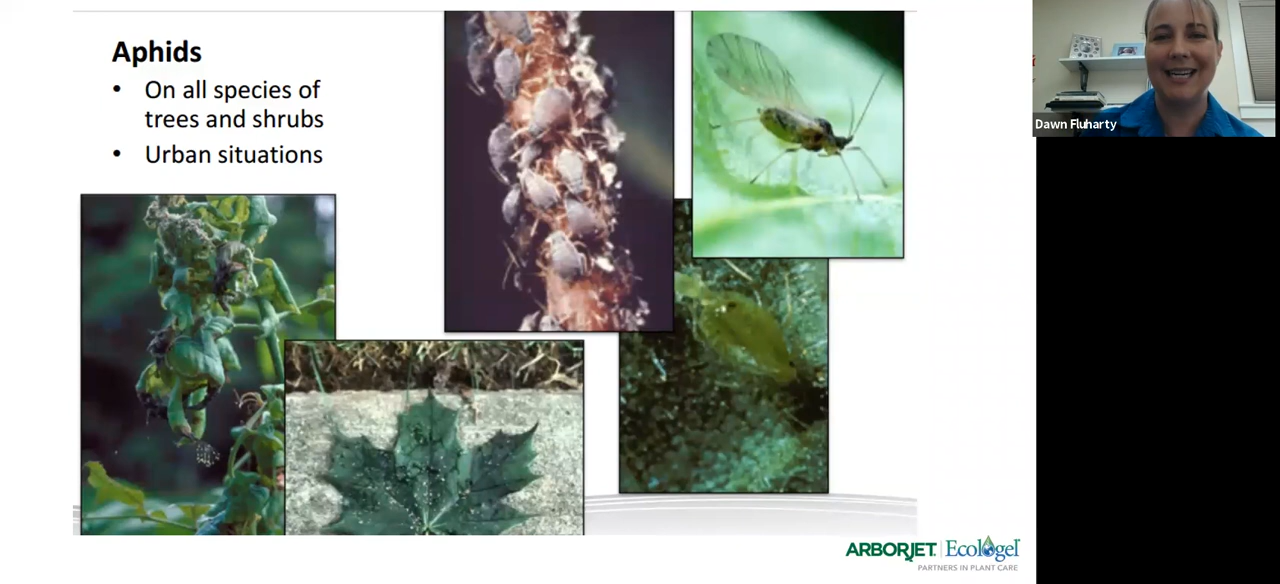 Aphids
• On all species of
trees and shrubs
• Urban situations
Dawn Fluharty
ARBORJET | Ecologel
PARTNERS IN PLANT CARE